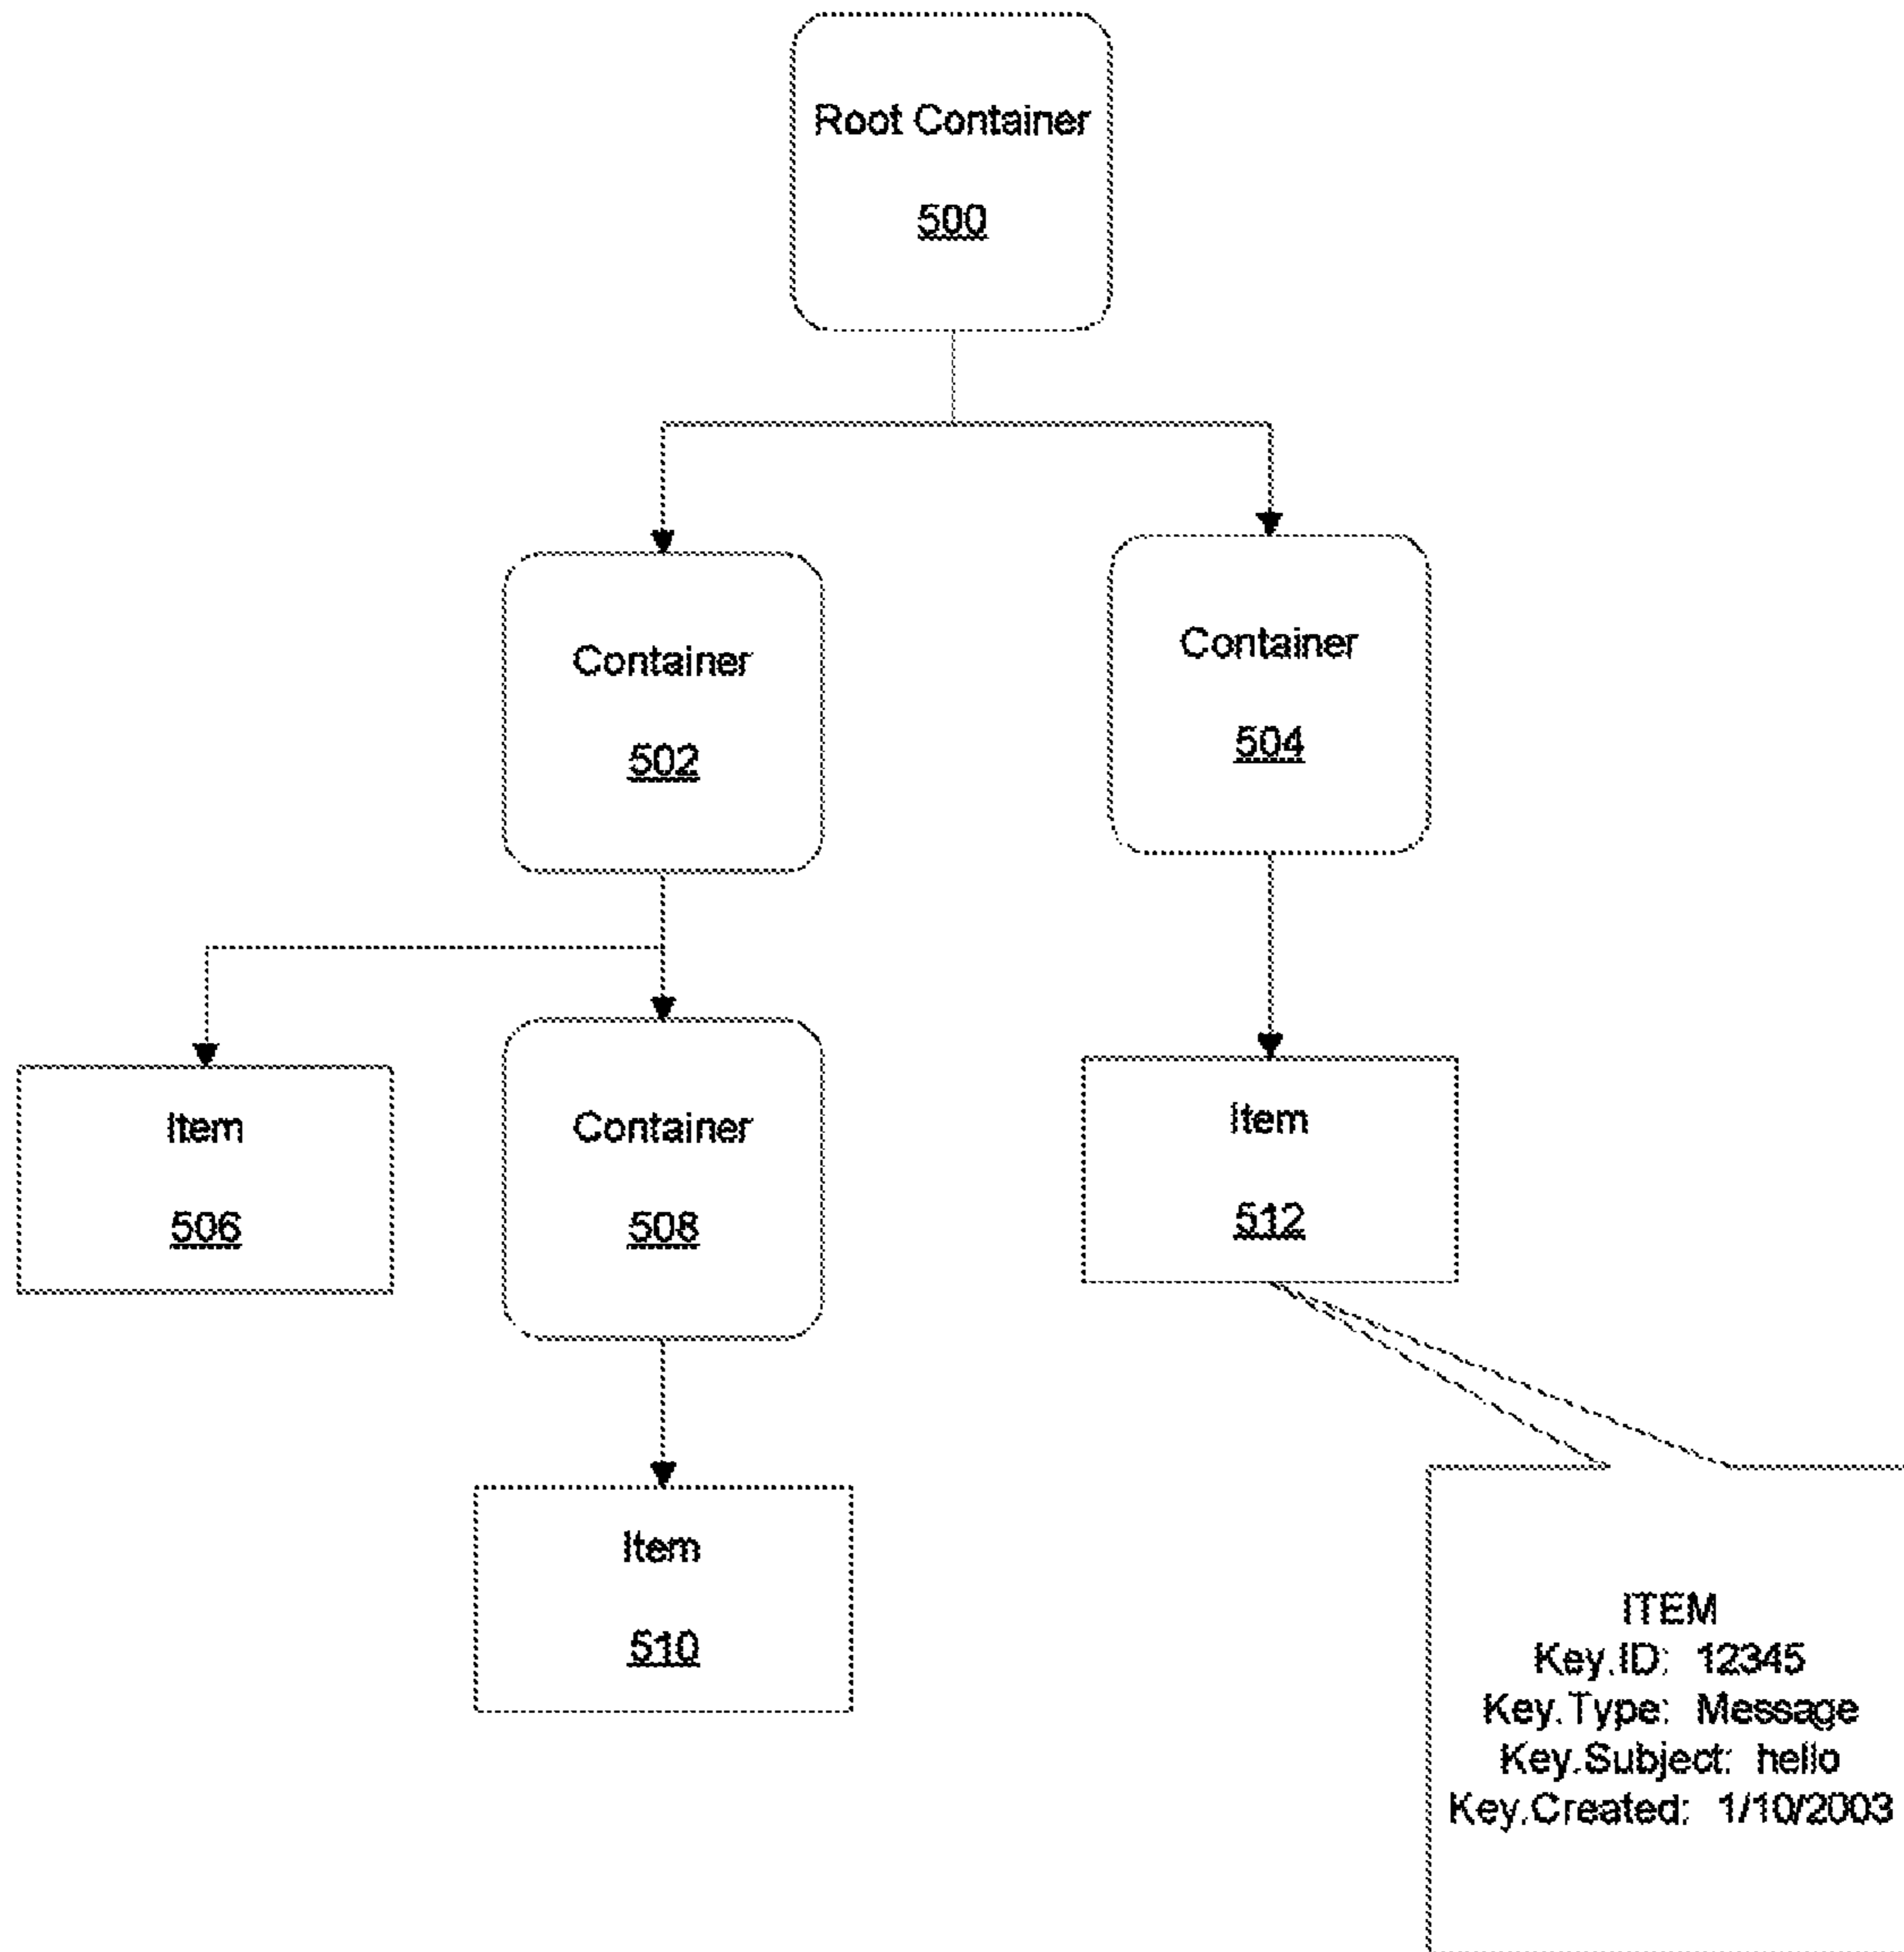 Root Container
500
Container
502
Container
504
Item
506
Container
508
Item
512
Item
510
ITEM
Key.ID: 12345
Key.Type: Message
Key.Subject: hello
Key.Created: 1/10/2003